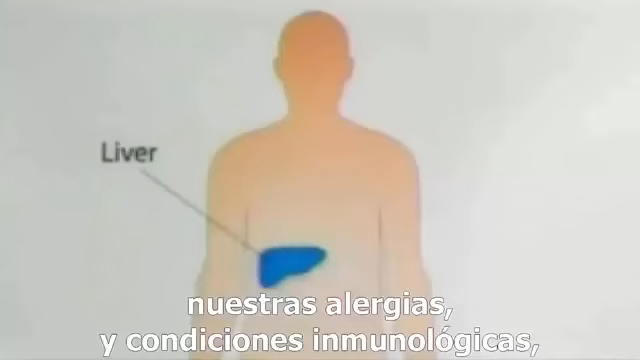 Liver
nuestras alergias,
y condiciones inmunológicas,